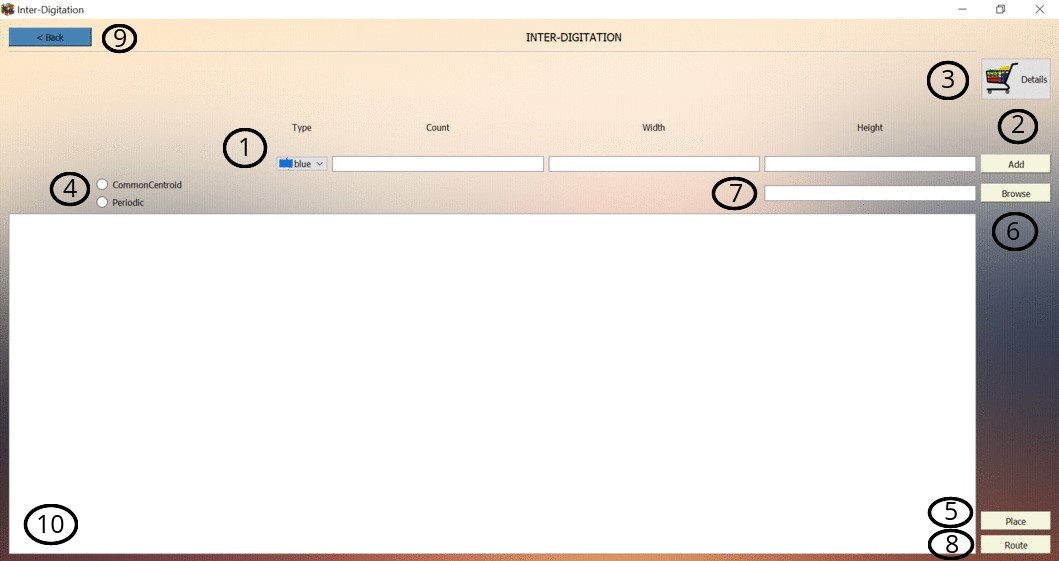 Inter-Digitation
< Back
9
INTER-DIGITATION
3
Details
Type
Count
Width
Height
2
1
blue
Add
4
CommonCentroid
Periodic
7
Browse
6
10
5
Place
8
Route